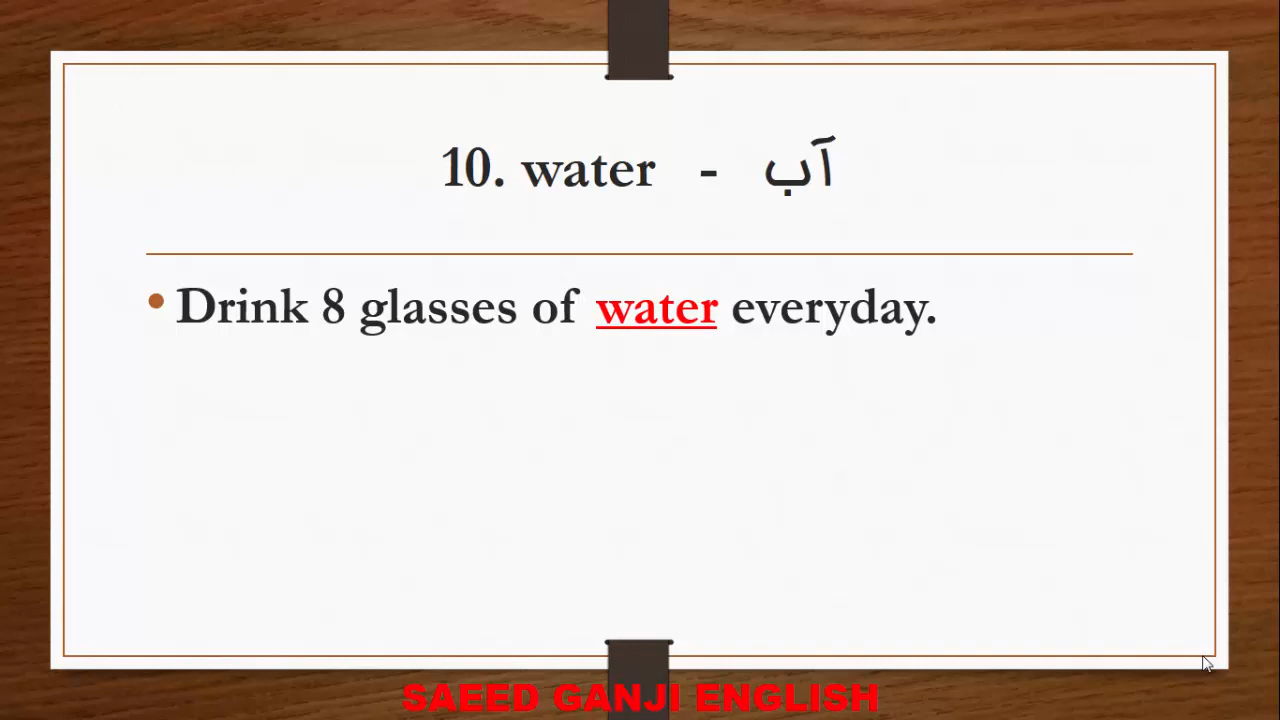 10. water - آب
• Drink 8 glasses of water everyday.
SAEED GANJI ENGLISH